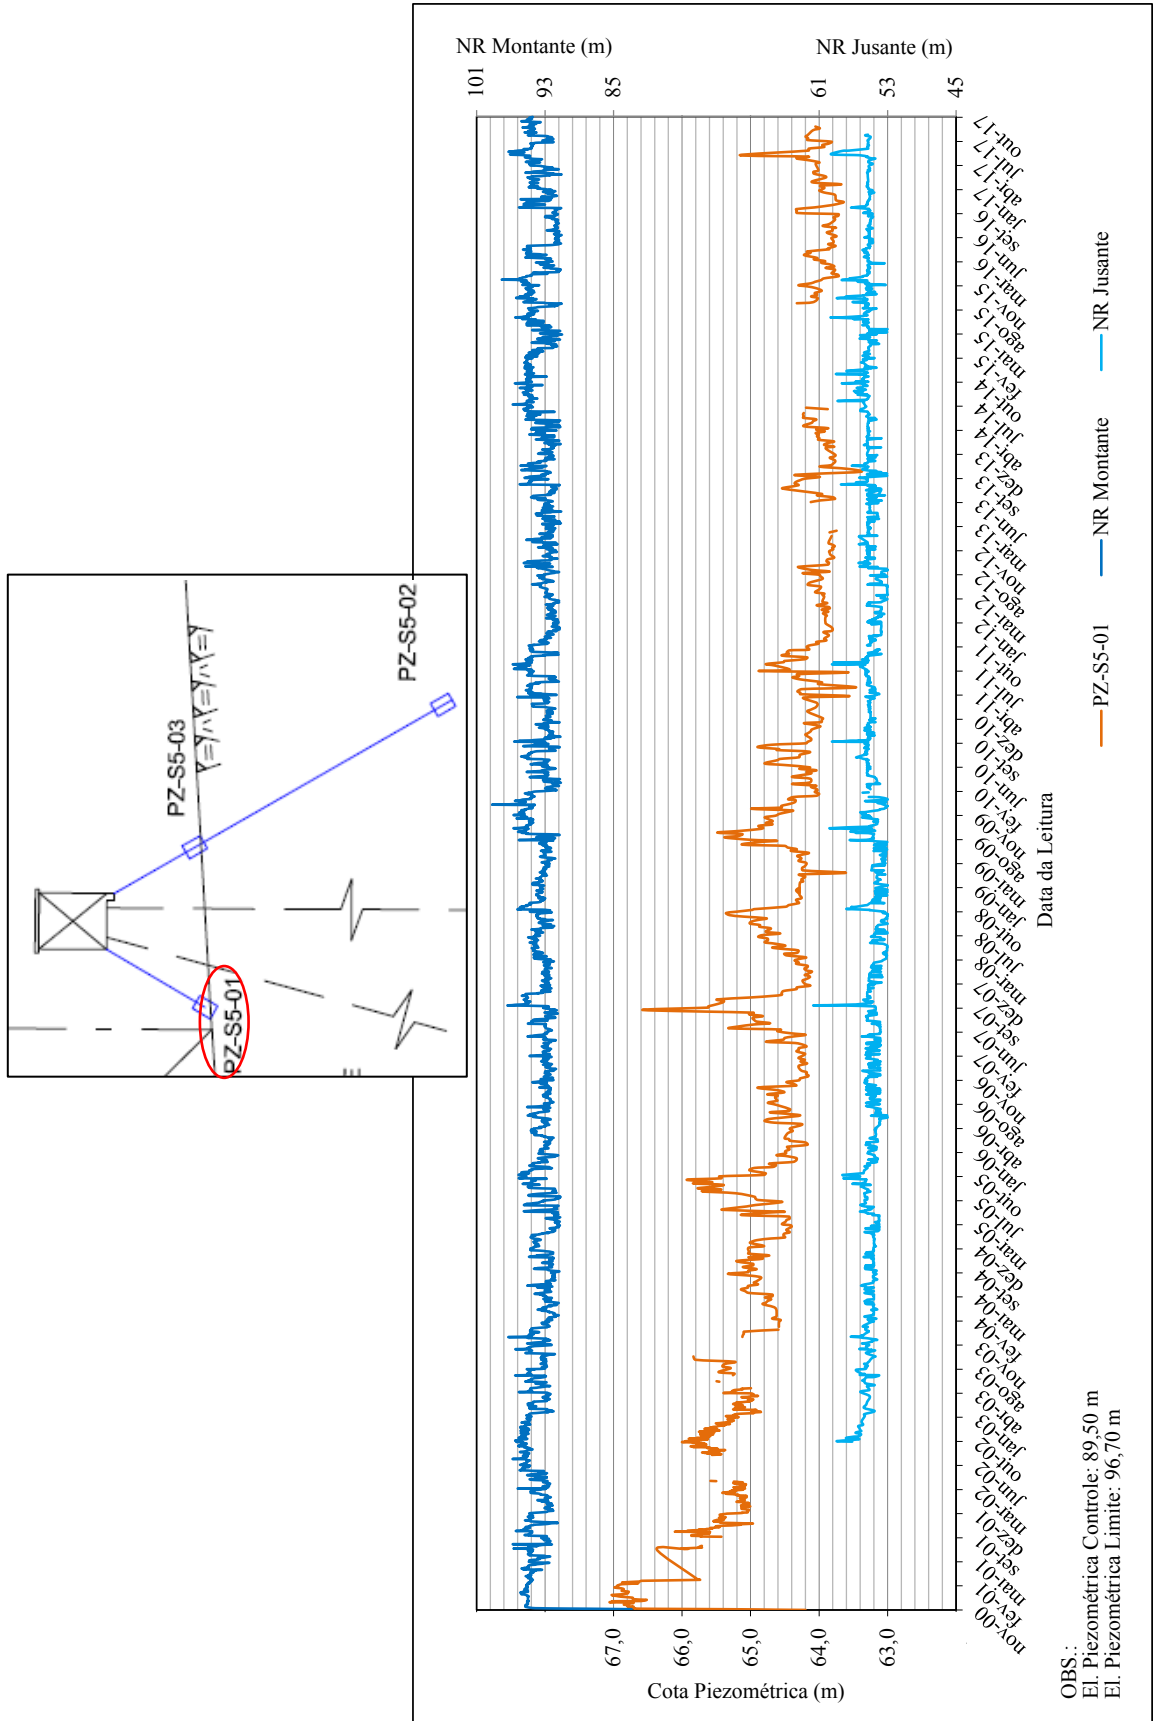 PZ-S5-01
PZ-S5-03
PZ-S5-02
NR Montante (m)
101
93
85
NR Jusante (m)
61
53
45
Cota Piezométrica (m)
67,0
66,0
65,0
64,0
63,0
nov-00
fev-01
mai-01
set-01
dez-01
mar-02
jun-02
out-02
jan-03
abr-03
ago-03
nov-03
fev-04
mai-04
set-04
dez-04
mar-05
jul-05
out-05
jan-06
abr-06
ago-06
nov-06
fev-07
jun-07
set-07
dez-07
mar-08
jul-08
out-08
jan-09
mai-09
ago-09
nov-09
fev-10
jun-10
set-10
dez-10
abr-11
jul-11
out-11
jan-12
mai-12
ago-12
nov-12
mar-13
jun-13
set-13
dez-13
abr-14
jul-14
out-14
fev-15
mai-15
ago-15
nov-15
mar-16
jun-16
set-16
jan-17
abr-17
jul-17
out-17
Data da Leitura
PZ-S5-01
NR Montante
NR Jusante
OBS.:
El. Piezométrica Controle: 89,50 m
El. Piezométrica Limite: 96,70 m